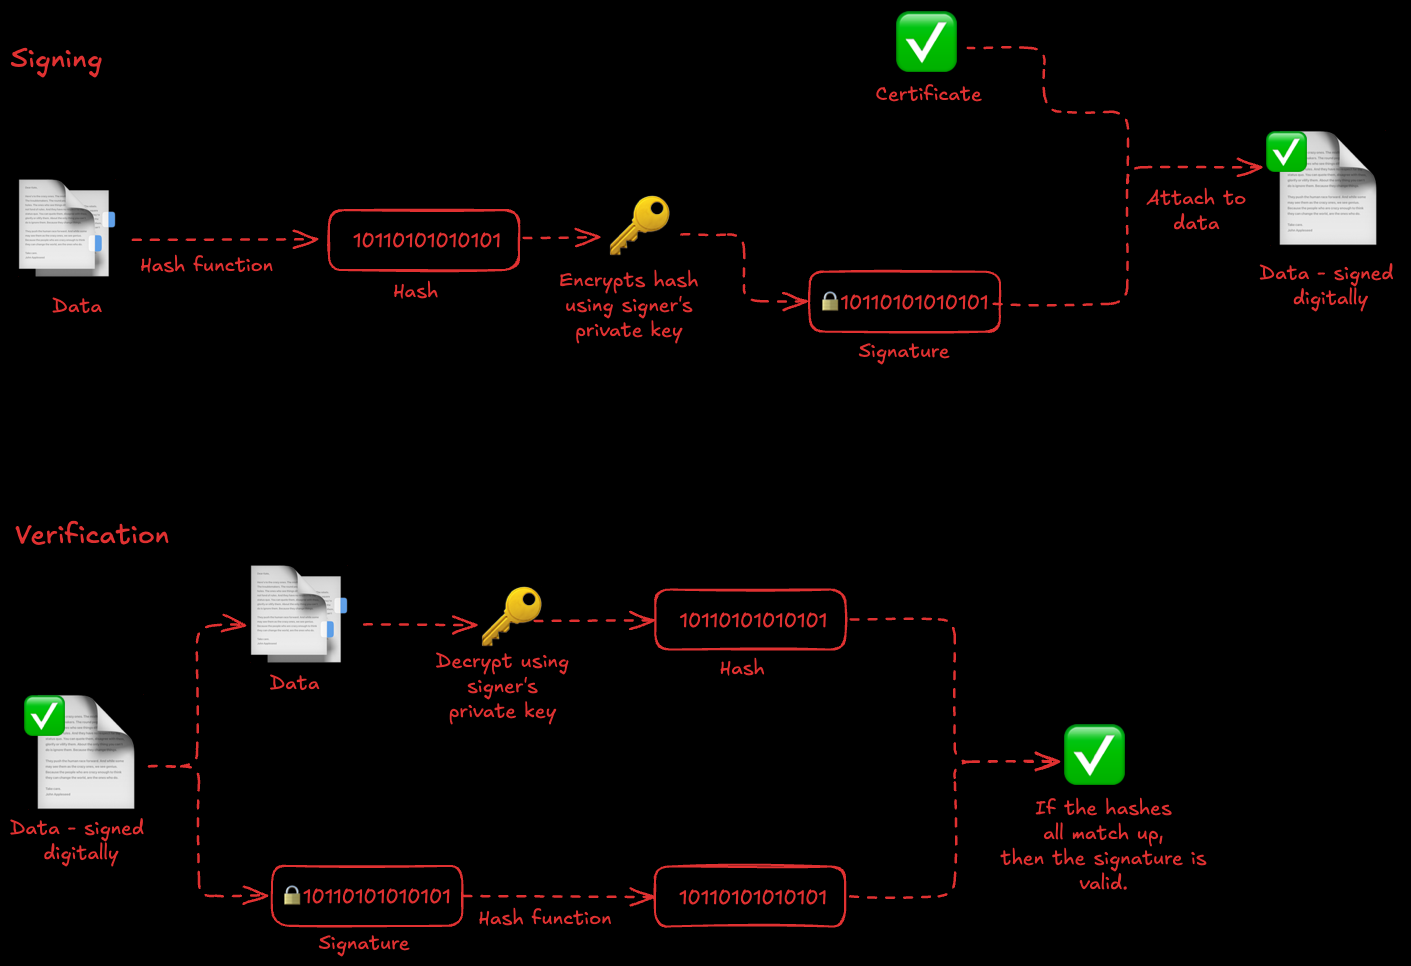 Signing
Certificate
Attach to
data
Data - signed
digitally
Data
Hash function
10110101010101
Hash
Encrypts hash
using signer's
private key
🔒10110101010101
Signature
Verification
Data
Decrypt using
signer's
private key
10110101010101
Hash
Data - signed
digitally
🔒10110101010101
Signature
Hash function
10110101010101
If the hashes
all match up,
then the signature is
valid.